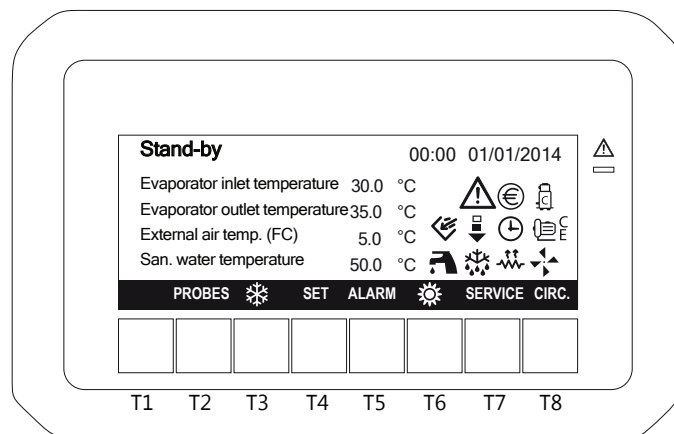 Stand-by 00:00 01/01/2014
Evaporator inlet temperature 30.0 °C
Evaporator outlet temperature 35.0 °C
External air temp. (FC) 5.0 °C
San. water temperature 50.0 °C
€ C
C
E
PROBES SET ALARM SERVICE CIRC.
T1 T2 T3 T4 T5 T6 T7 T8